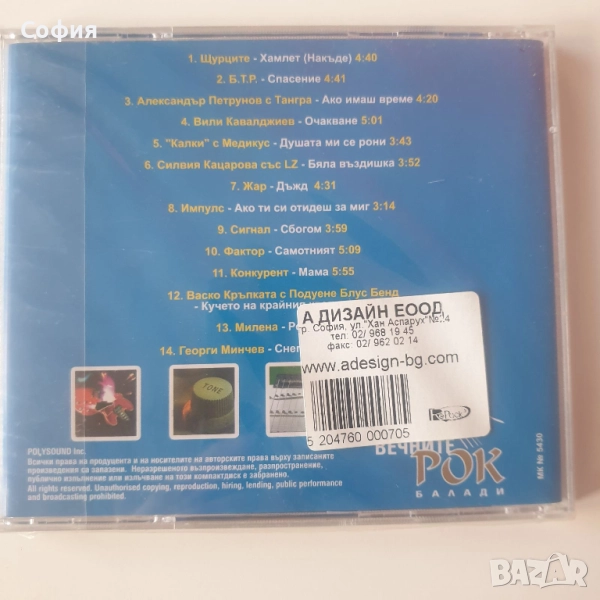 София
1. Щурците - Хамлет (Накъде) 4:40
2. Б.Т.Р. - Спасение 4:41
3. Александър Петрунов с Тангра - Ако имаш време 4:20
4. Вили Кавалджиев - Очакване 5:01
5. "Калки" с Медикус - Душата ми се рони 3:43
6. Силвия Кацарова със LZ - Бяла въздишка 3:52
7. Жар - Дъжд 4:31
8. Импулс - Ако ти си отидеш за миг 3:14
9. Сигнал - Сбогом 3:59
10. Фактор - Самотният 5:09
11. Конкурент - Мама 5:55
12. Васко Кръпката с Подуене Блус Бенд
- Кучето на крайния
13. Милена -
14. Георги Минчев -
А ДИЗАЙН ЕООД
р. София, ул."Хан Аспарух" №
тел: 02/ 968 19 45
факс: 02/ 962 02 14
www.adesign-bg.com
5 204760 000705
TONE
POLYSOUND inc.
Всички права на продуцента и на носителите на авторските права върху записаните
произведения са запазени. Неразрешеното възпроизвеждане, разпространение,
публично изпълнение или излъчване на този компактдиск е забранено.
All rights reserved. Unauthorised copying, reproduction, hiring, lending, public performance
and broadcasting prohibited.
ВЕЧНИТЕ
РОК
БАЛАДИ
МК № 5430
BAZAR